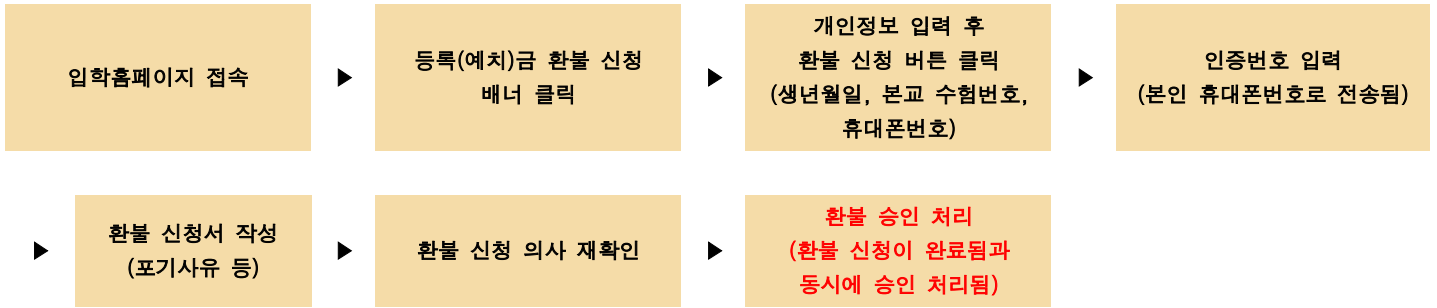 입학홈페이지 접속
등록(예치)금 환불 신청
배너 클릭
개인정보 입력 후
환불 신청 버튼 클릭
(생년월일, 본교 수험번호,
휴대폰번호)
인증번호 입력
(본인 휴대폰번호로 전송됨)
환불 신청서 작성
(포기사유 등)
환불 신청 의사 재확인
환불 승인 처리
(환불 신청이 완료됨과
동시에 승인 처리됨)